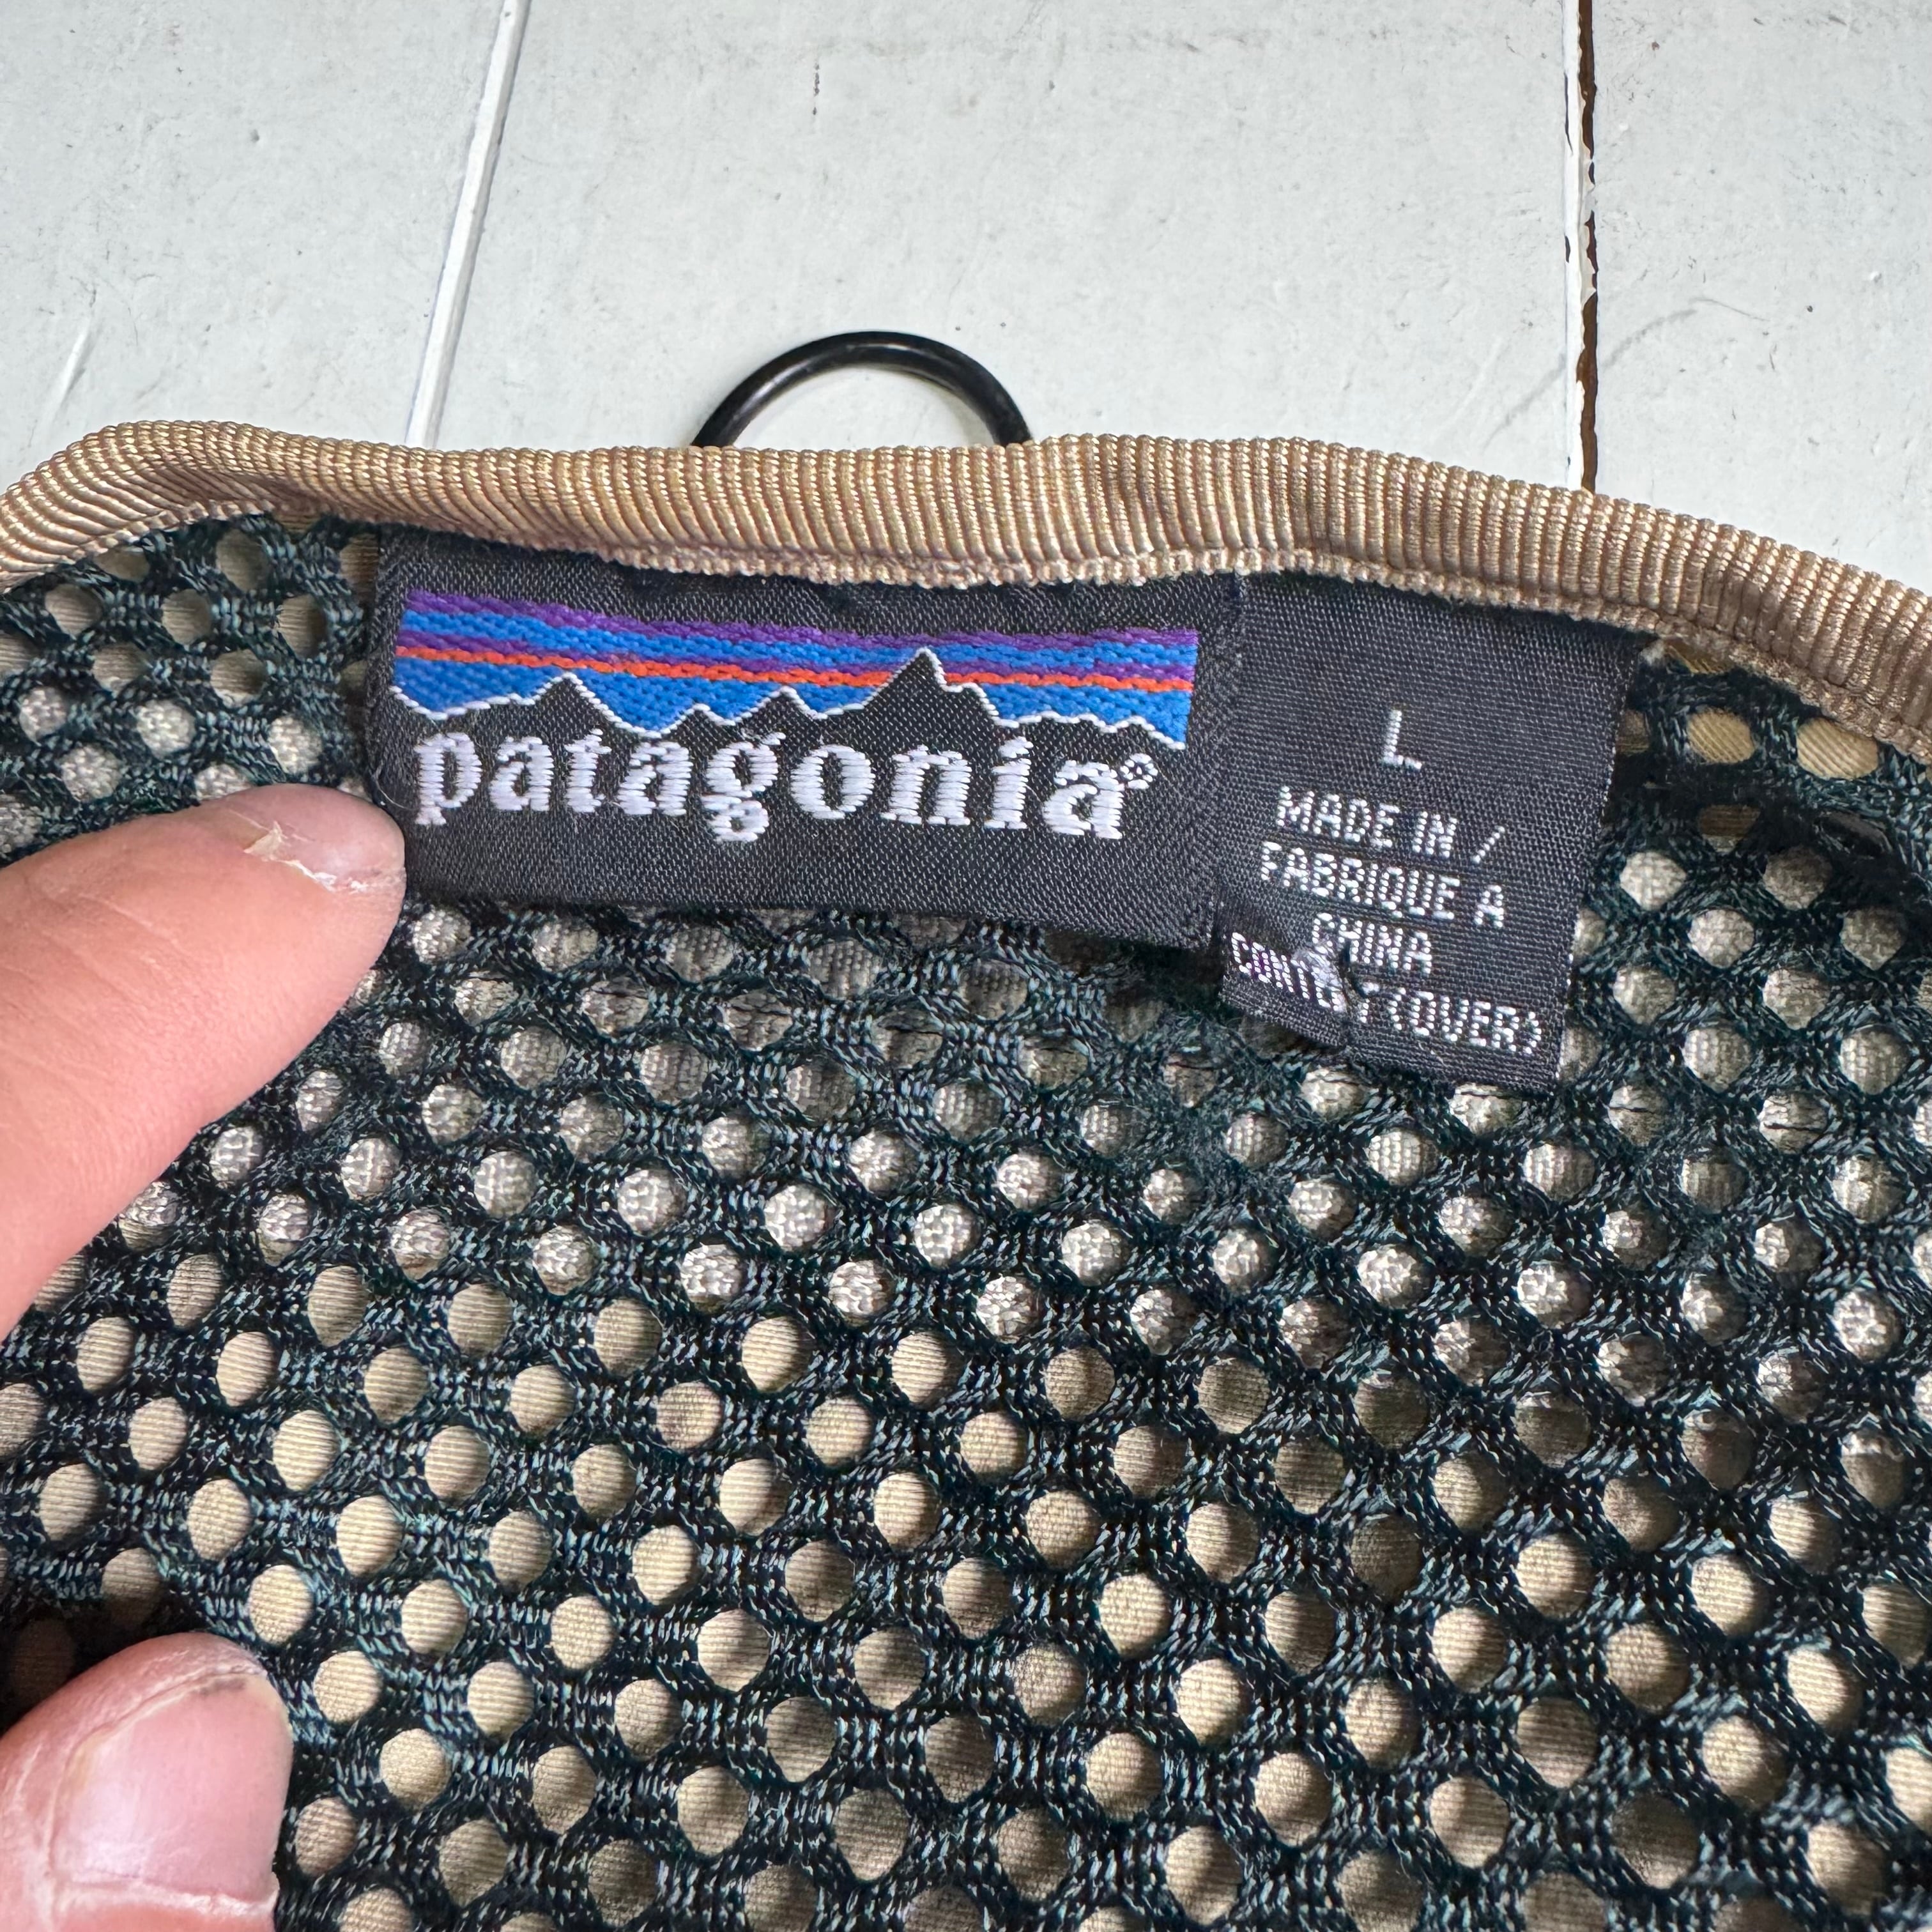 patagonia®
L
MADE IN /
FABRIQUE A
CHINA
(OVER)